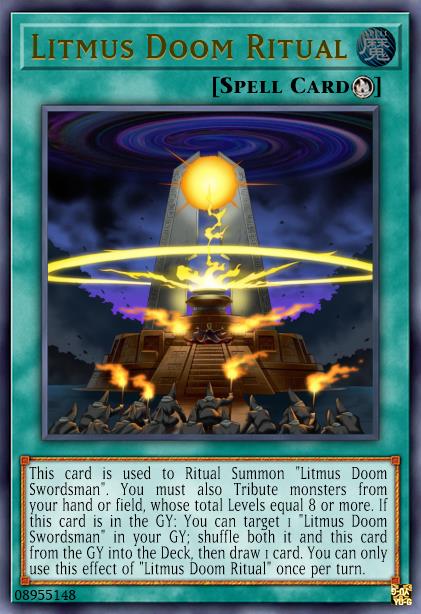 Litmus Doom Ritual 魔
[Spell Card]
This card is used to Ritual Summon "Litmus Doom
Swordsman". You must also Tribute monsters from
your hand or field, whose total Levels equal 8 or more. If
this card is in the GY: You can target 1 "Litmus Doom
Swordsman" in your GY; shuffle both it and this card
from the GY into the Deck, then draw 1 card. You can only
use this effect of "Litmus Doom Ritual" once per turn.
08955148